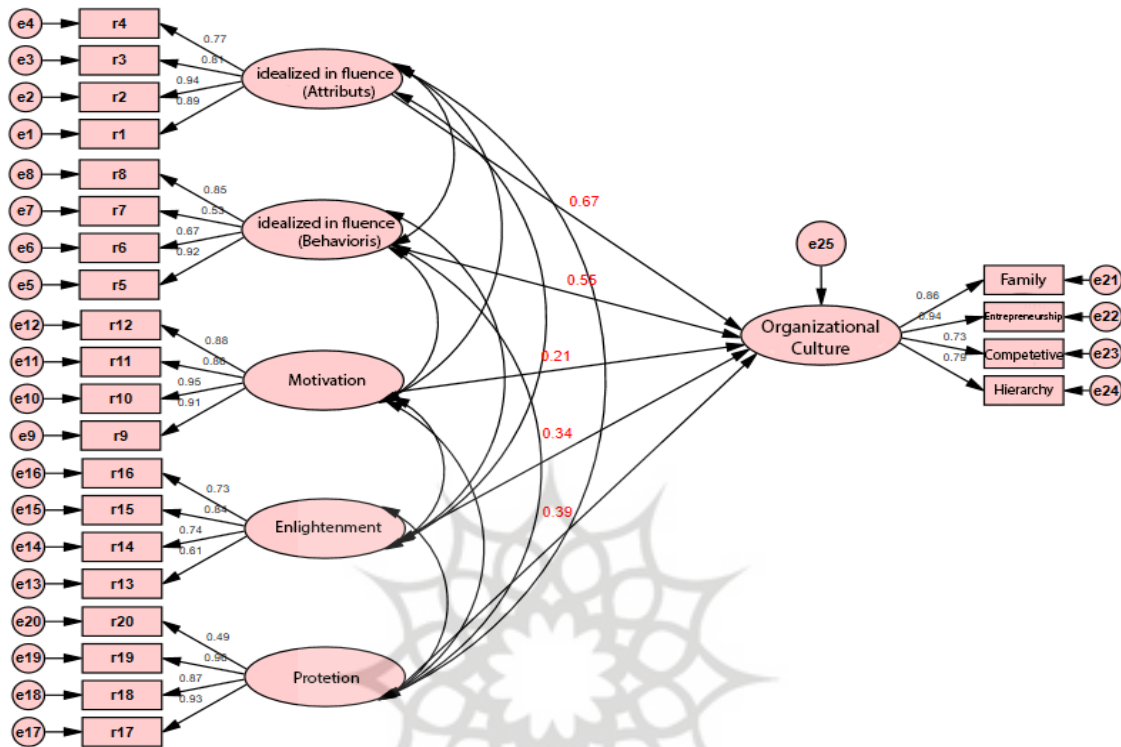 e4 r4
0.77
e3 r3
0.81
idealized in fluence
(Attributs)
e2 r2
0.94
e1 r1
0.89
e8 r8
0.85
e7 r7
0.53
idealized in fluence
(Behavioris)
e6 r6
0.67
e5 r5
0.92
e12 r12
0.88
e11 r11
0.86
Motivation
e10 r10
0.95
e9 r9
0.91
e16 r16
0.73
e15 r15
0.84
Enlightenment
e14 r14
0.74
e13 r13
0.61
e20 r20
0.49
e19 r19
0.96
Protetion
e18 r18
0.87
e17 r17
0.93
0.67
0.55
0.21
0.34
0.39
e25
Organizational
Culture
0.86
Family e21
0.94
Entrepreneurship e22
0.73
Competetive e23
0.79
Hierarchy e24